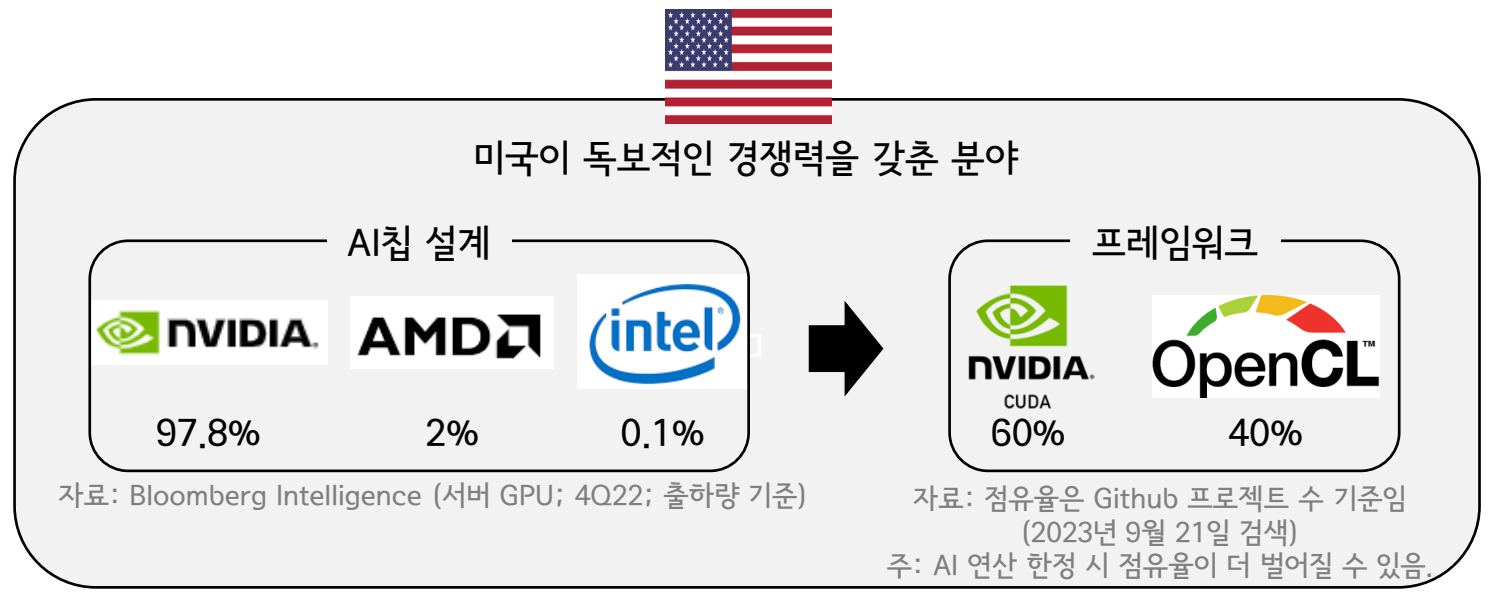 미국이 독보적인 경쟁력을 갖춘 분야
AI칩 설계
NVIDIA.
AMD
intel
97.8%
2%
0.1%
자료: Bloomberg Intelligence (서버 GPU; 4Q22; 출하량 기준)
프레임워크
NVIDIA.
CUDA
OpenCL™
60%
40%
자료: 점유율은 Github 프로젝트 수 기준임
(2023년 9월 21일 검색)
주: AI 연산 한정 시 점유율이 더 벌어질 수 있음.